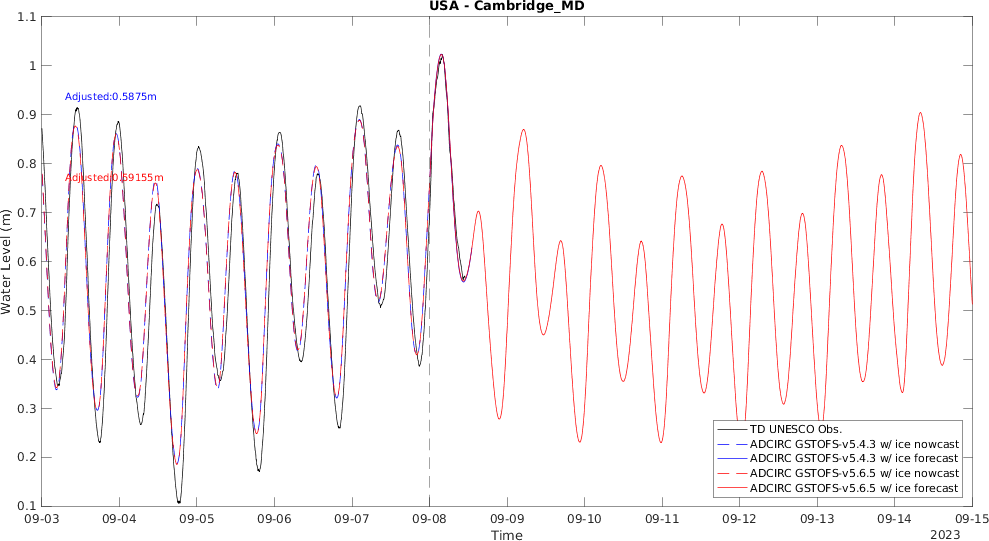 USA - Cambridge_MD
1.1
1
0.9
0.8
0.7
0.6
0.5
0.4
0.3
0.2
0.1
Water Level (m)
Adjusted:0.5875m
Adjusted:0.59155m
TD UNESCO Obs.
ADCIRC GSTOFS-v5.4.3 w/ ice nowcast
ADCIRC GSTOFS-v5.4.3 w/ ice forecast
ADCIRC GSTOFS-v5.6.5 w/ ice nowcast
ADCIRC GSTOFS-v5.6.5 w/ ice forecast
09-03 09-04 09-05 09-06 09-07 09-08 09-09 09-10 09-11 09-12 09-13 09-14 09-15
Time
2023